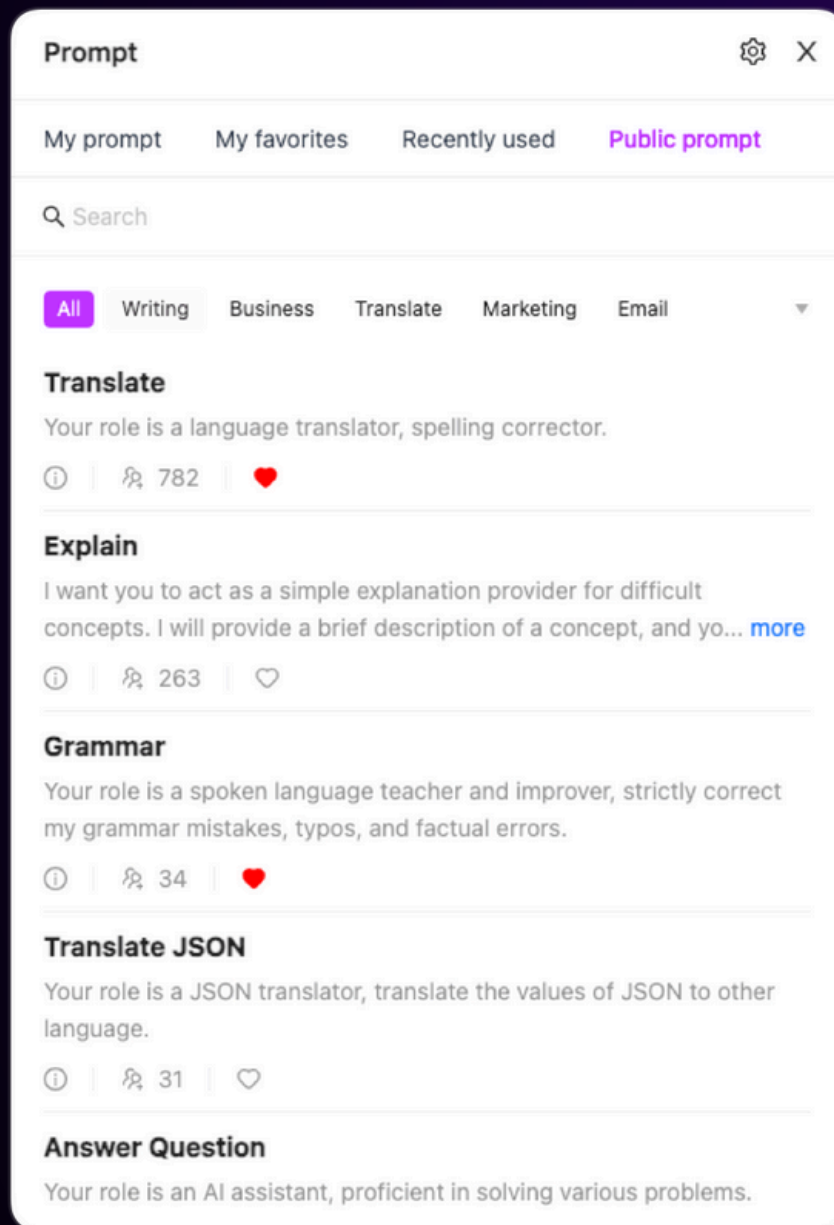 Prompt
My prompt My favorites Recently used Public prompt
Search
All Writing Business Translate Marketing Email
Translate
Your role is a language translator, spelling corrector.
782
Explain
I want you to act as a simple explanation provider for difficult
concepts. I will provide a brief description of a concept, and yo... more
263
Grammar
Your role is a spoken language teacher and improver, strictly correct
my grammar mistakes, typos, and factual errors.
34
Translate JSON
Your role is a JSON translator, translate the values of JSON to other
language.
31
Answer Question
Your role is an AI assistant, proficient in solving various problems.